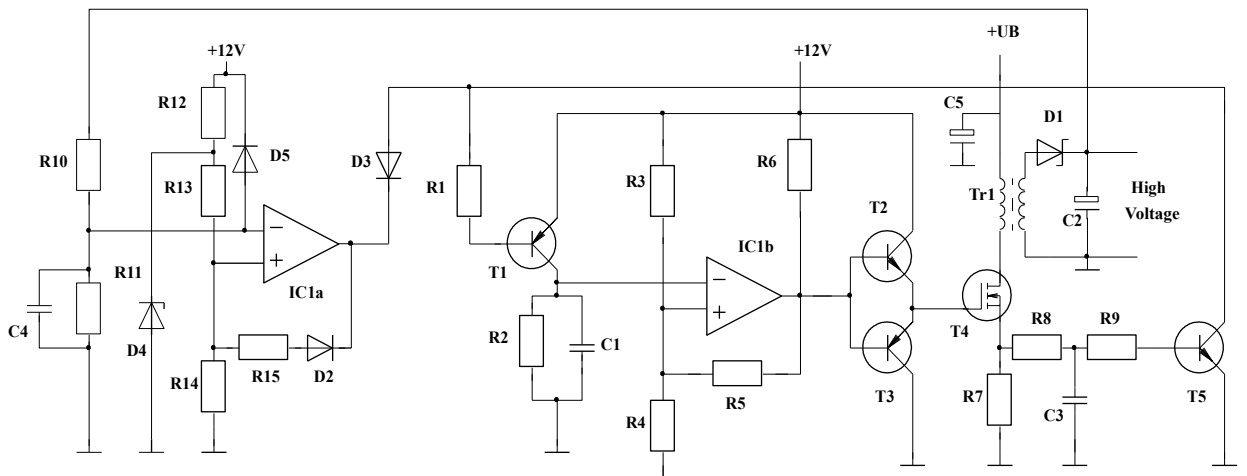 +UB
+12V
+12V
C5
R12
D1
D5
D3
R10
R6
R13
R1
R3
Tr1
High
Voltage
T2
C2
IC1b
T1
R11
IC1a
C4
T4
R8
R9
R2
C1
D4
R15
D2
R14
R5
T3
R7
R4
C3
T5